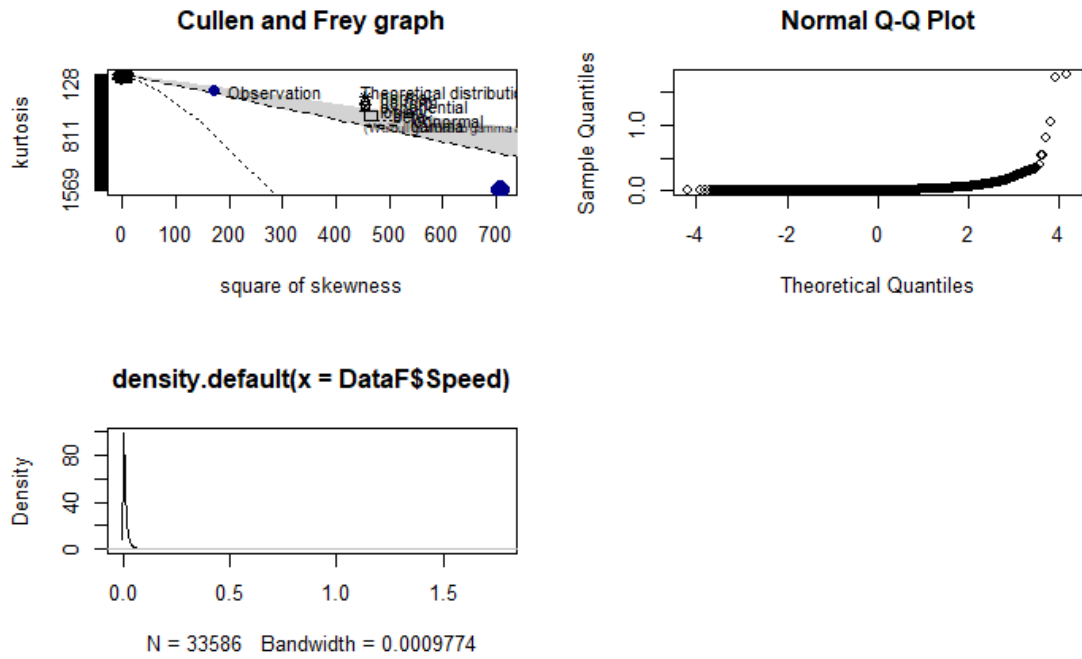 Cullen and Frey graph
kurtosis
128
811
1569
Observation
Theoretical distributio
0 100 200 300 400 500 600 700
square of skewness
Normal Q-Q Plot
Sample Quantiles
1.0
0.0
-4 -2 0 2 4
Theoretical Quantiles
density.default(x = DataF$Speed)
Density
80
40
0
0.0 0.5 1.0 1.5
N = 33586 Bandwidth = 0.0009774